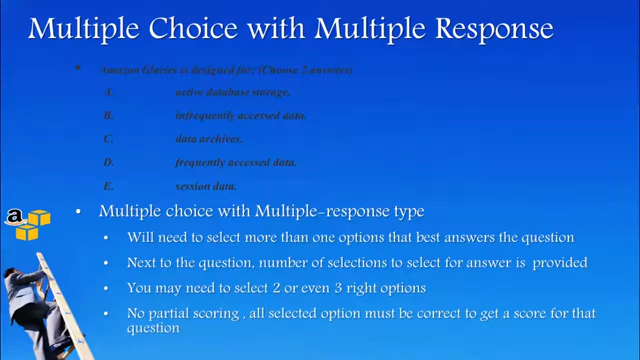 Multiple Choice with Multiple Response
• Amazon Glacier is designed for: (Choose 2 answers)
A. active database storage.
B. infrequently accessed data.
C. data archives.
D. frequently accessed data.
E. session data.
• Multiple choice with Multiple-response type
• Will need to select more than one options that best answers the question
• Next to the question, number of selections to select for answer is provided
• You may need to select 2 or even 3 right options
• No partial scoring , all selected option must be correct to get a score for that
question
a